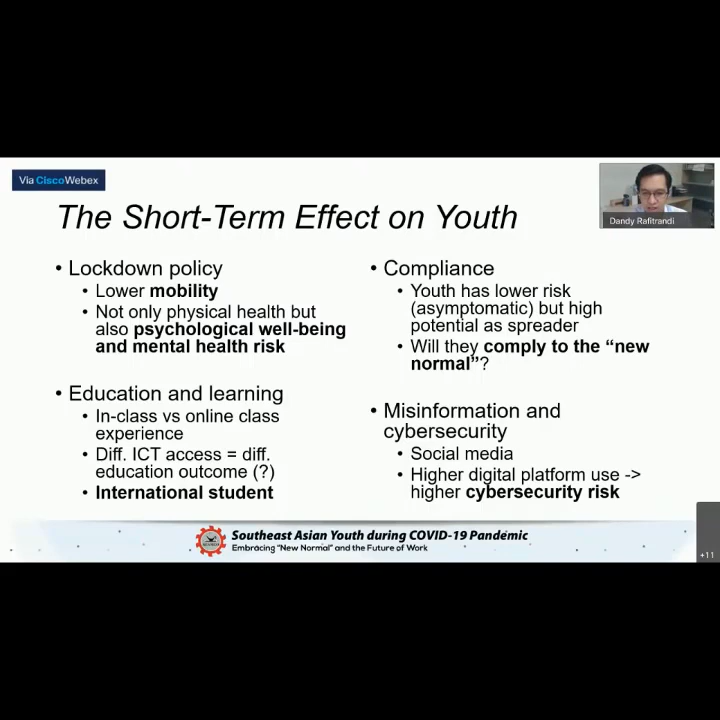 Via CiscoWebex
Dandy Rafitrandi
The Short-Term Effect on Youth
• Lockdown policy
• Lower mobility
• Not only physical health but
also psychological well-being
and mental health risk
• Education and learning
• In-class vs online class
experience
• Diff. ICT access = diff.
education outcome (?)
• International student
• Compliance
• Youth has lower risk
(asymptomatic) but high
potential as spreader
• Will they comply to the “new
normal”?
• Misinformation and
cybersecurity
• Social media
• Higher digital platform use ->
higher cybersecurity risk
Southeast Asian Youth during COVID-19 Pandemic
Embracing "New Normal" and the Future of Work
+11